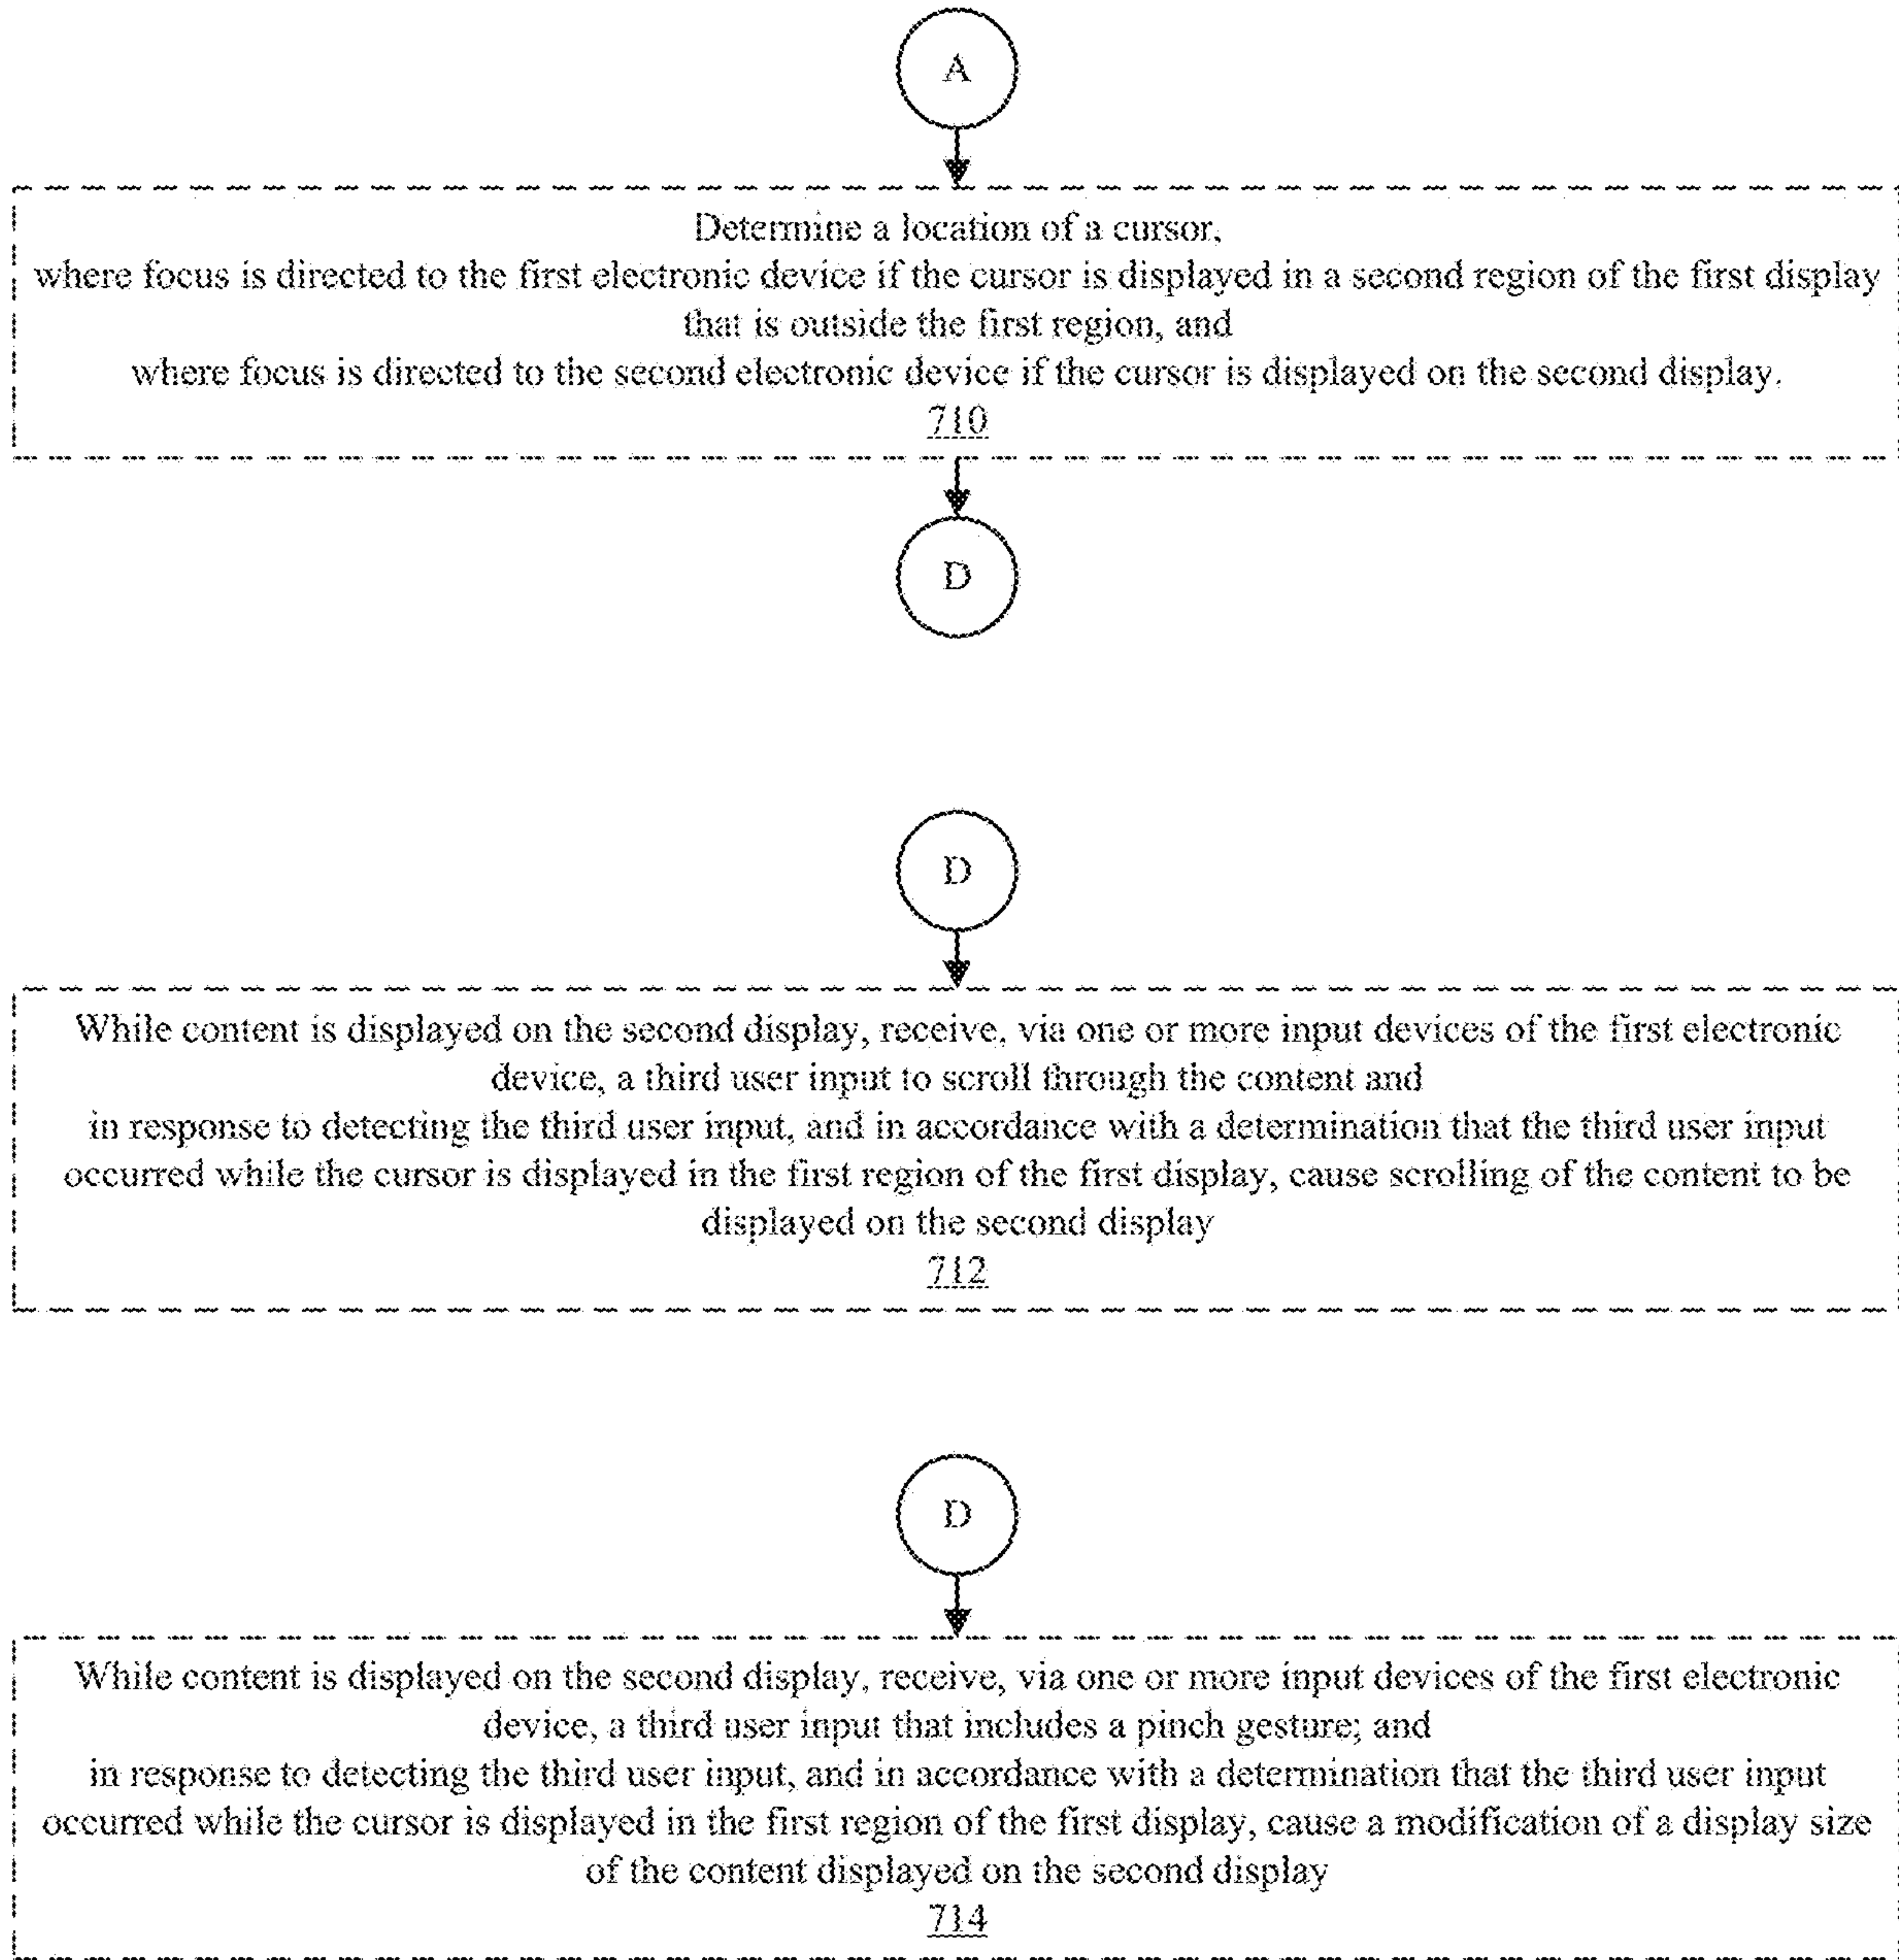 A
Determine a location of a cursor,
where focus is directed to the first electronic device if the cursor is displayed in a second region of the first display
that is outside the first region, and
where focus is directed to the second electronic device if the cursor is displayed on the second display.
710
D
D
While content is displayed on the second display, receive, via one or more input devices of the first electronic
device, a third user input to scroll through the content and
in response to detecting the third user input, and in accordance with a determination that the third user input
occurred while the cursor is displayed in the first region of the first display, cause scrolling of the content to be
displayed on the second display
712
D
While content is displayed on the second display, receive, via one or more input devices of the first electronic
device, a third user input that includes a pinch gesture; and
in response to detecting the third user input, and in accordance with a determination that the third user input
occurred while the cursor is displayed in the first region of the first display, cause a modification of a display size
of the content displayed on the second display
714